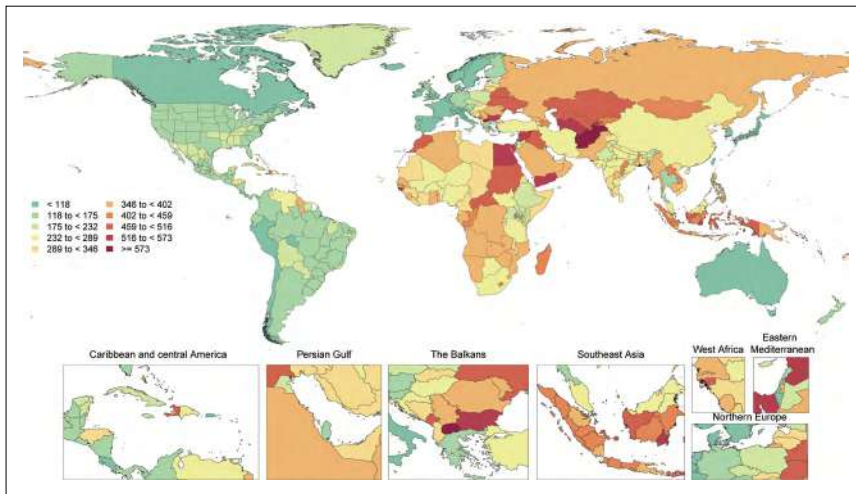 < 118
118 to < 175
175 to < 232
232 to < 289
289 to < 346
346 to < 402
402 to < 459
459 to < 516
516 to < 573
>= 573
Caribbean and central America
Persian Gulf
The Balkans
Southeast Asia
West Africa
Eastern
Mediterranean
Northern Europe